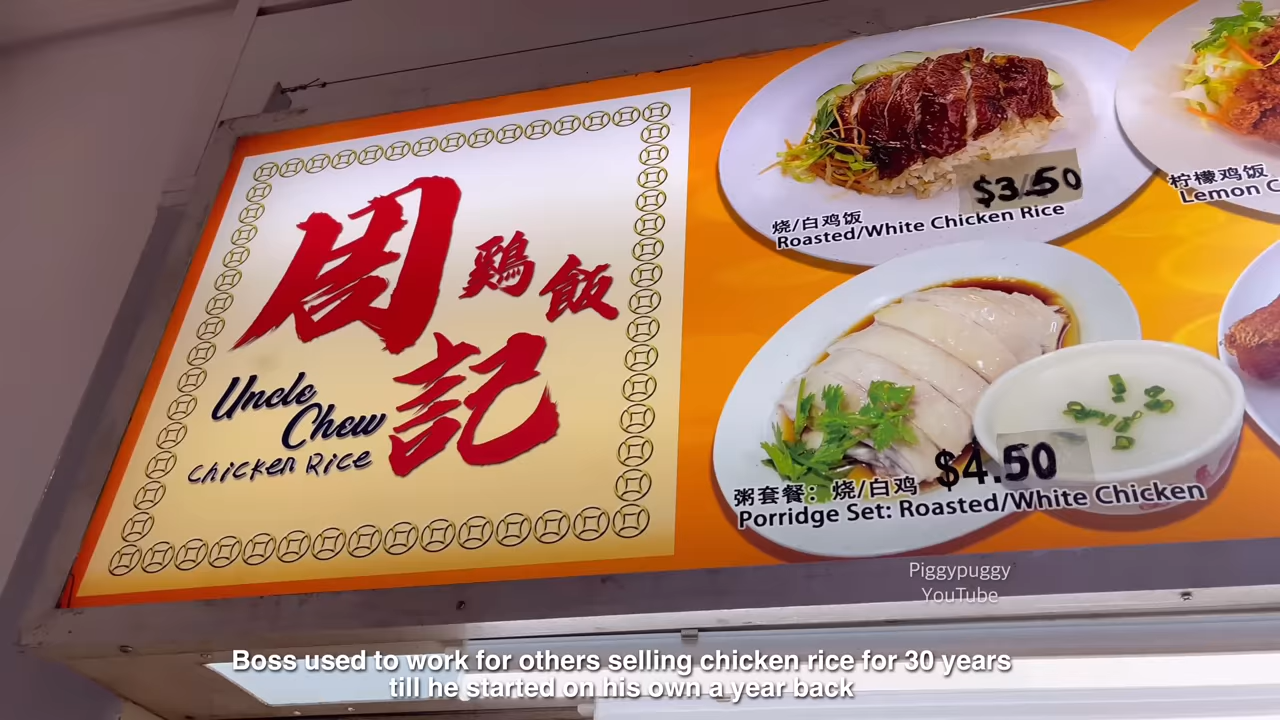 周記
鷄飯
Uncle
Chew
Chicken Rice
$3.50
烧/白鸡饭
Roasted/White Chicken Rice
柠檬鸡饭
Lemon C
$4.50
粥套餐: 烧/白鸡
Porridge Set: Roasted/White Chicken
Piggypuggy
YouTube
Boss used to work for others selling chicken rice for 30 years
till he started on his own a year back